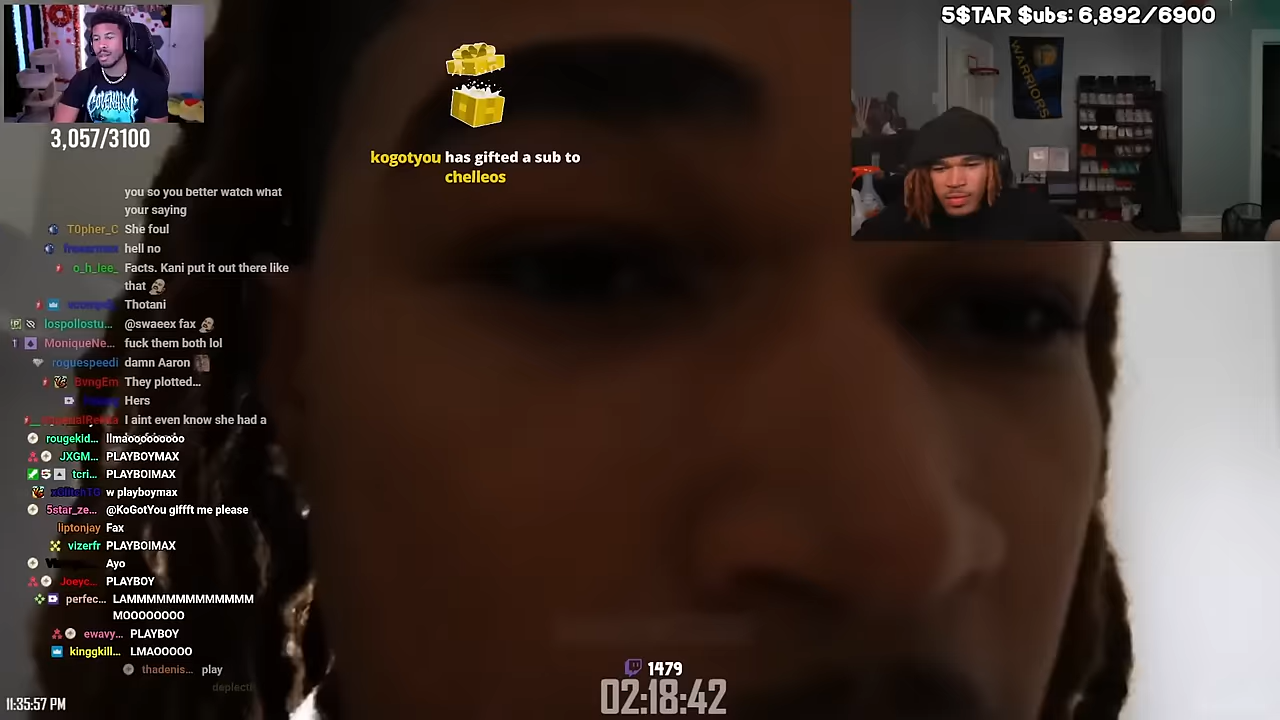 5$TAR $ubs: 6,892/6900
WARRIORS
3,057/3100
kogotyou has gifted a sub to
chelleos
you so you better watch what
your saying
T0pher_C She foul
hell no
o_h_lee_ Facts. Kani put it out there like
that
Thotani
lospollostu... @swaeex fax
MoniqueNe... fuck them both lol
roguespeedi damn Aaron
BvngEm They plotted...
Hers
I aint even know she had a
rougekid... llmaooooooooo
JXGM... PLAYBOYMAX
tcri... PLAYBOIMAX
xGlitchTG w playboymax
5star_ze... @KoGotYou giffft me please
liptonjay Fax
vizerfr PLAYBOIMAX
Ayo
Joeyc... PLAYBOY
perfec... LAMMMMMMMMMMMMM
MOOOOOOOO
ewavy... PLAYBOY
kinggkill... LMAOOOOO
thadenis... play
1479
02:18:42
11:35:57 PM